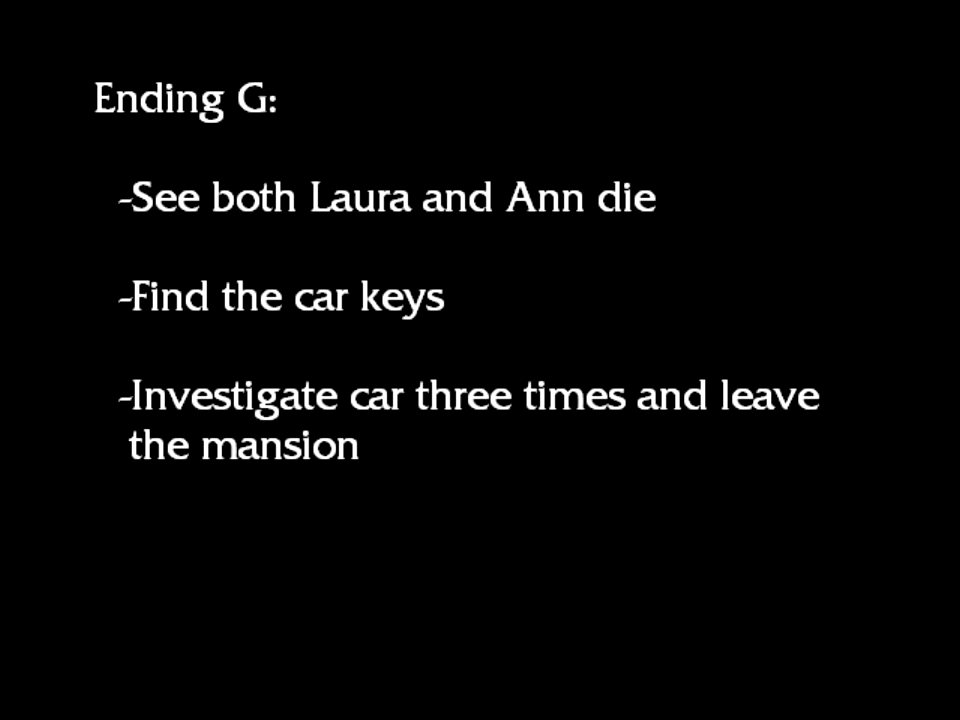 Ending G:
-See both Laura and Ann die
-Find the car keys
-Investigate car three times and leave
the mansion